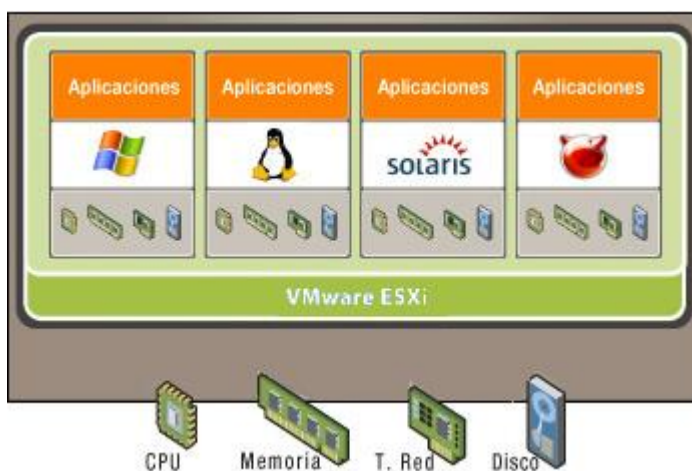 Aplicaciones Aplicaciones Aplicaciones Aplicaciones
solaris
VMware ESXi
CPU Memoria T. Red Disco